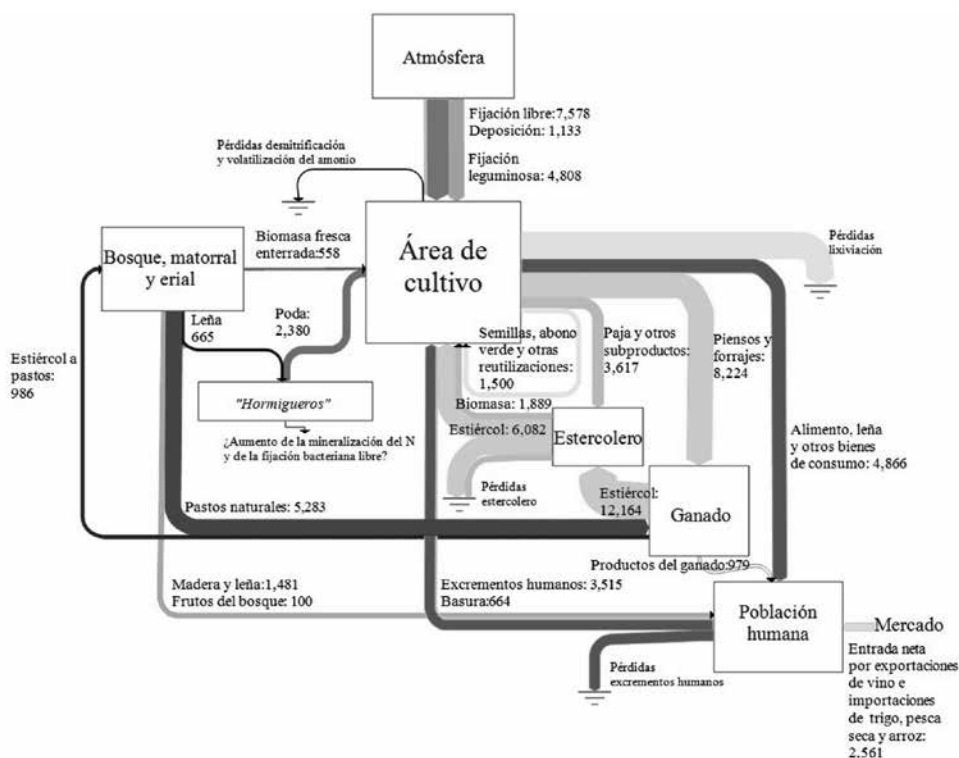 Atmósfera
Fijación libre:7,578
Deposición: 1,133
Fijación
leguminosa: 4,808
Pérdidas desnitrificación
y volatilización del amonio
Área de
cultivo
Pérdidas
lixiviación
Biomasa fresca
enterrada:558
Bosque, matorral
y erial
Leña
665
Poda:
2,380
Estiércol a
pastos:
986
Semillas, abono
verde y otras
reutilizaciones:
1,500
Paja y otros
subproductos:
3,617
Piensos y
forrajes:
8,224
"Hormigueros"
¿Aumento de la mineralización del N
y de la fijación bacteriana libre?
Biomasa: 1,889
Estiércol: 6,082
Estercolero
Alimento, leña
y otros bienes
de consumo: 4,866
Pérdidas
estercolero
Estiércol:
12,164
Ganado
Pastos naturales: 5,283
Productos del ganado:979
Madera y leña:1,481
Frutos del bosque: 100
Excrementos humanos: 3,515
Basura:664
Población
humana
Mercado
Entrada neta
por exportaciones
de vino e
importaciones
de trigo, pesca
seca y arroz:
2,561
Pérdidas
excrementos humanos